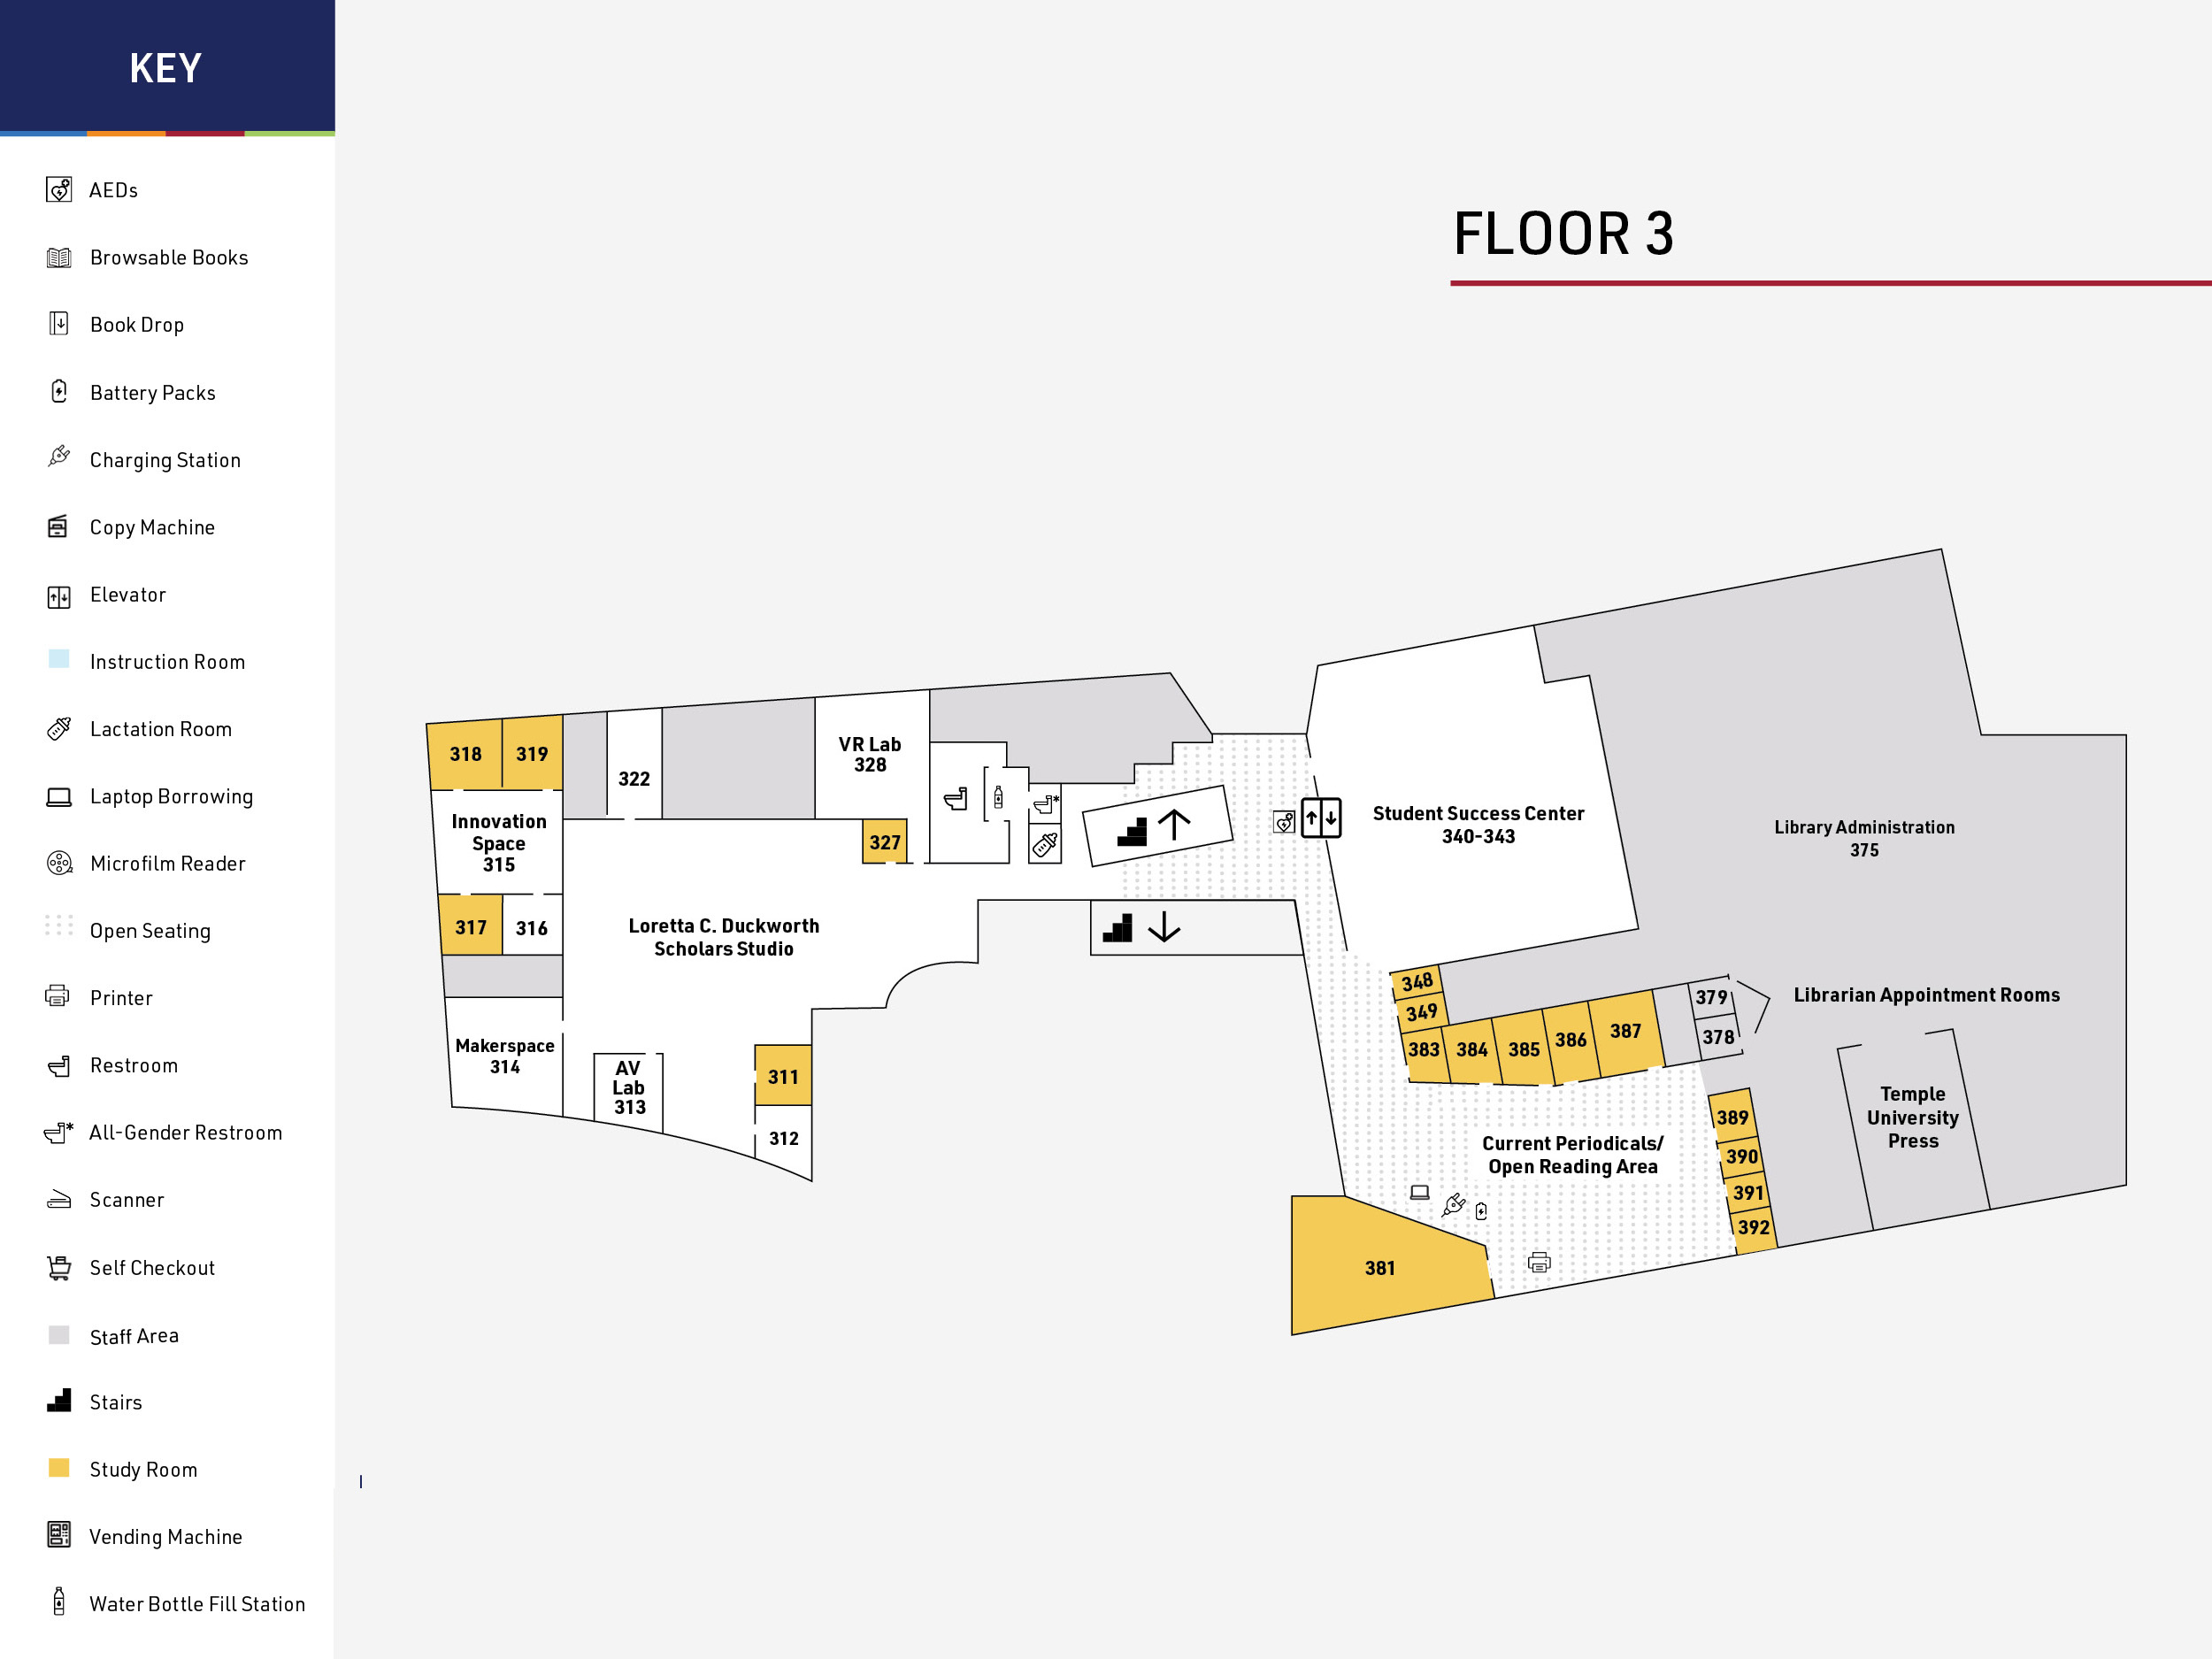 KEY
AEDs
Browsable Books
Book Drop
Battery Packs
Charging Station
Copy Machine
Elevator
Instruction Room
Lactation Room
Laptop Borrowing
Microfilm Reader
Open Seating
Printer
Restroom
All-Gender Restroom
Scanner
Self Checkout
Staff Area
Stairs
Study Room
Vending Machine
Water Bottle Fill Station
FLOOR 3
318
319
322
VR Lab
328
327
Innovation
Space
315
317
316
Loretta C. Duckworth
Scholars Studio
Makerspace
314
AV
Lab
313
311
312
Student Success Center
340-343
Library Administration
375
348
349
383
384
385
386
387
379
378
Librarian Appointment Rooms
Temple
University
Press
389
390
391
392
Current Periodicals/
Open Reading Area
381